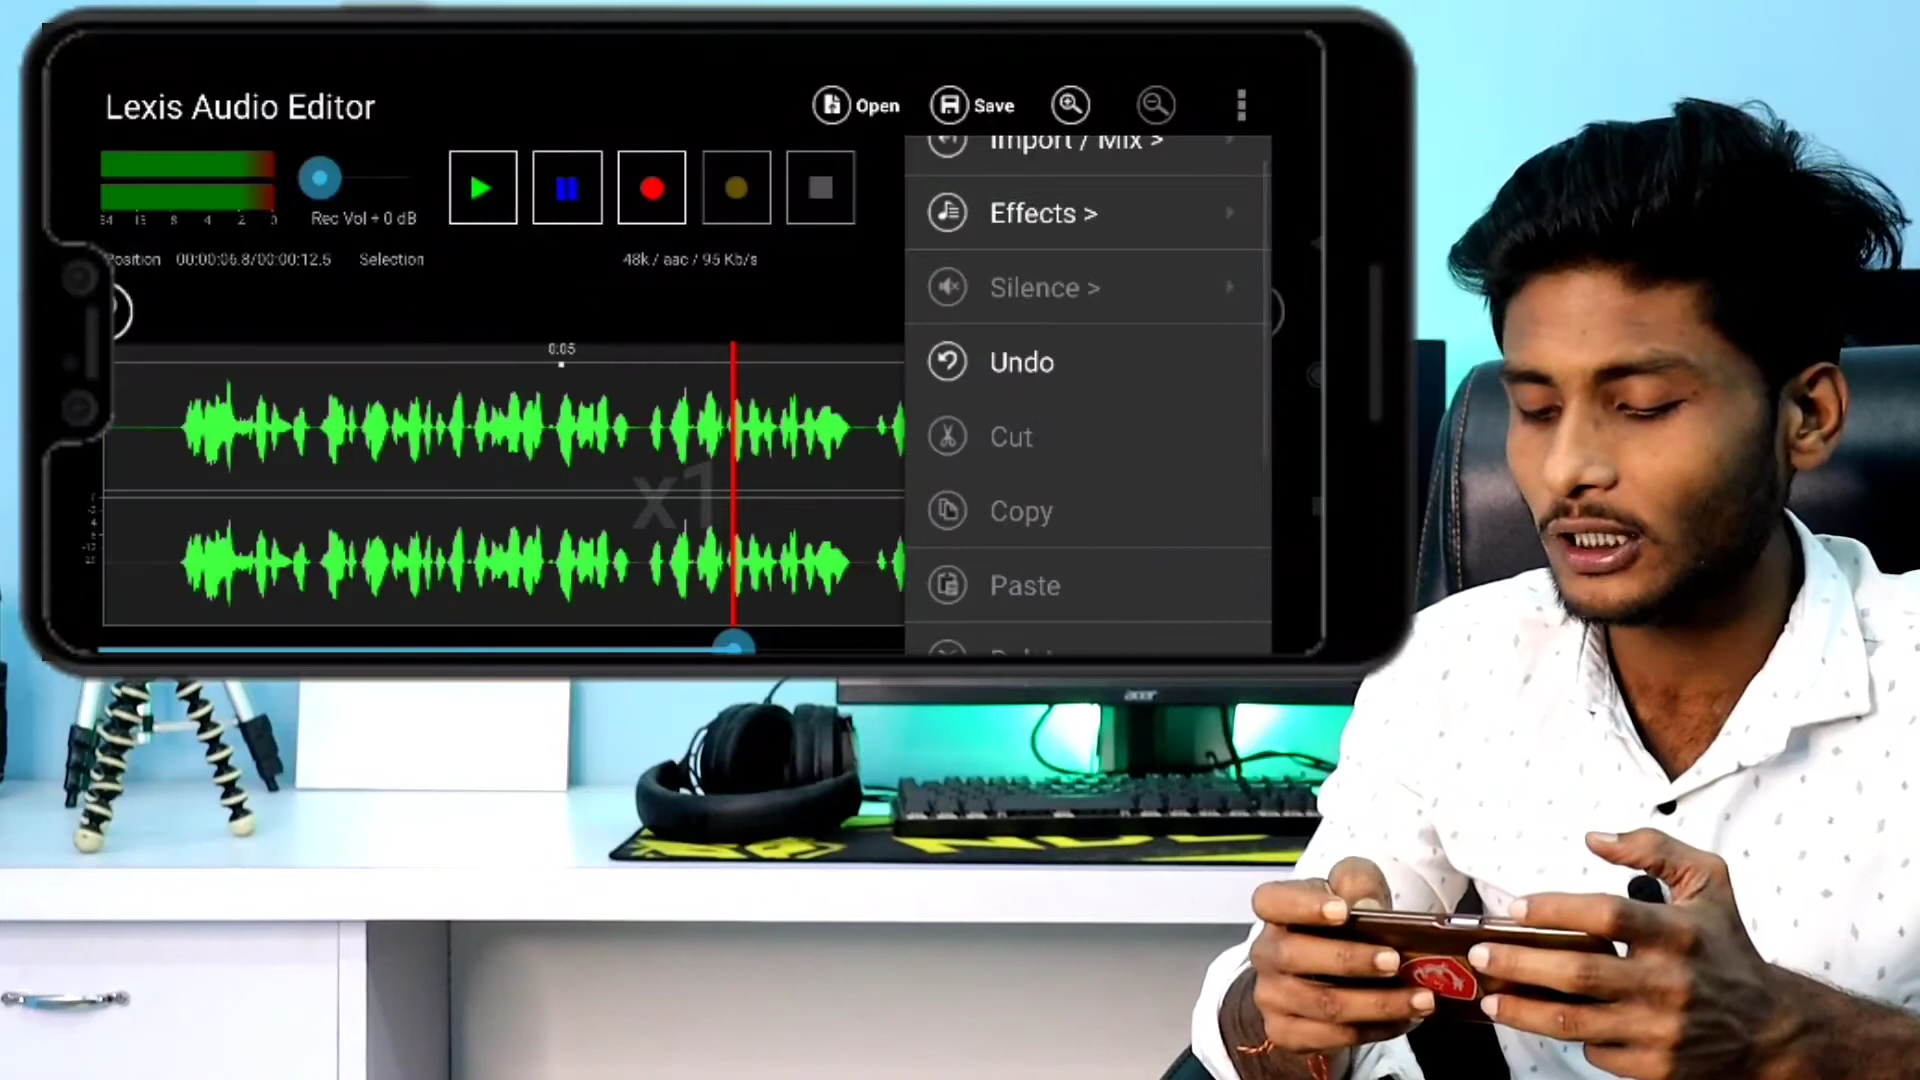 Lexis Audio Editor
Open
Save
Import / Mix >
Rec Vol + 0 dB
Effects >
Position 00:00:06.8/00:00:12.5 Selection
48k / aac / 95 Kb/s
Silence >
0:05
Undo
Cut
x1
Copy
Paste
acer